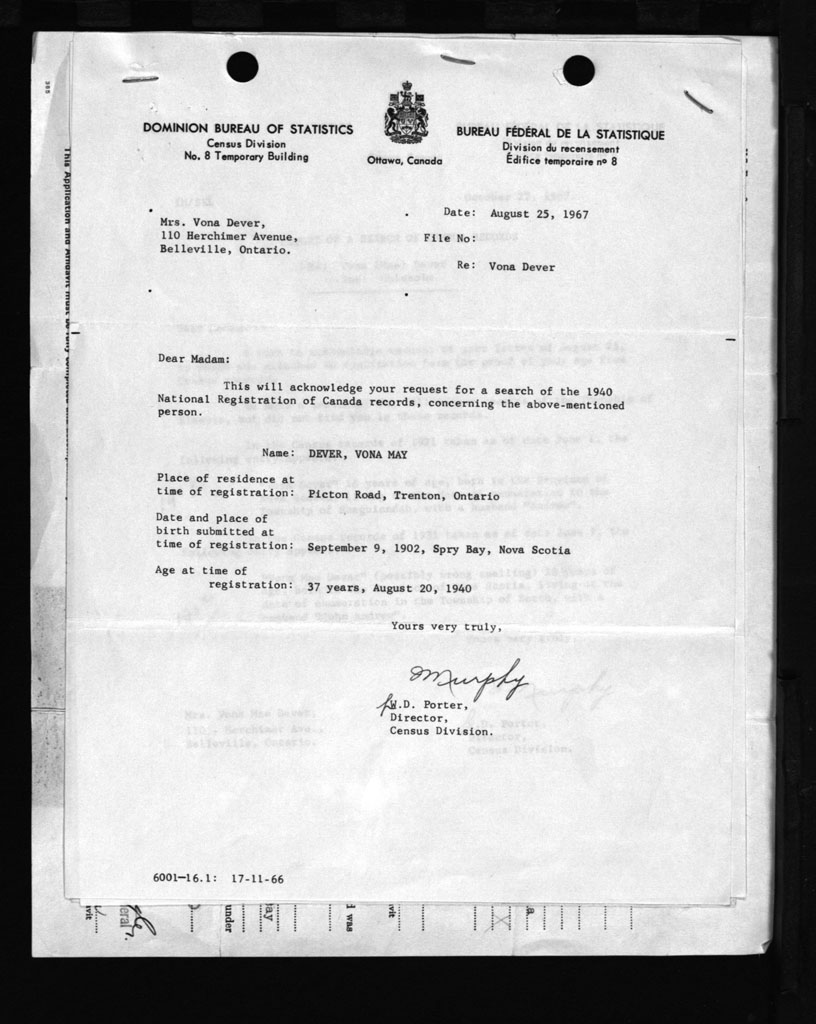 DOMINION BUREAU OF STATISTICS
Census Division
No. 8 Temporary Building
Ottawa, Canada
BUREAU FÉDÉRAL DE LA STATISTIQUE
Division du recensement
Édifice temporaire nº 8
Mrs. Vona Dever,
110 Herchimer Avenue,
Belleville, Ontario.
Date: August 25, 1967
File No:
Re: Vona Dever
Dear Madam:
This will acknowledge your request for a search of the 1940
National Registration of Canada records, concerning the above-mentioned
person.
Name: DEVER, VONA MAY
Place of residence at
time of registration: Picton Road, Trenton, Ontario
Date and place of
birth submitted at
time of registration: September 9, 1902, Spry Bay, Nova Scotia
Age at time of
registration: 37 years, August 20, 1940
Yours very truly,
Murphy
W.D. Porter,
Director,
Census Division.
6001-16.1: 17-11-66
This Application and Affidavit must be
under
I was